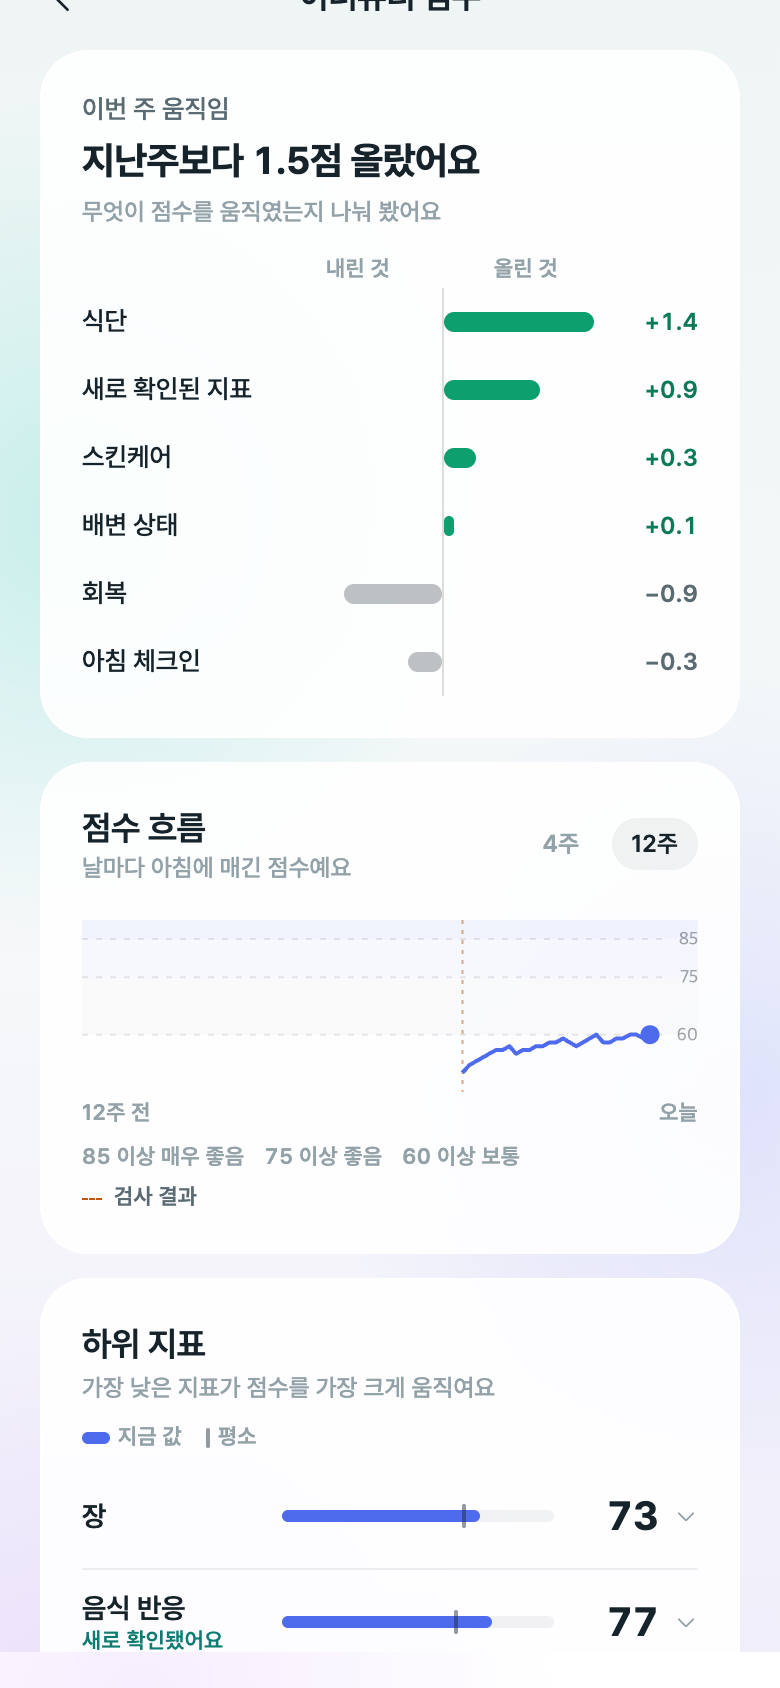 이번 주 움직임
지난주보다 1.5점 올랐어요
무엇이 점수를 움직였는지 나눠 봤어요
내린 것 올린 것
식단 +1.4
새로 확인된 지표 +0.9
스킨케어 +0.3
배변 상태 +0.1
회복 −0.9
아침 체크인 −0.3
점수 흐름
4주 12주
날마다 아침에 매긴 점수예요
85
75
60
12주 전 오늘
85 이상 매우 좋음 75 이상 좋음 60 이상 보통
검사 결과
하위 지표
가장 낮은 지표가 점수를 가장 크게 움직여요
지금 값 평소
장 73
음식 반응 77
새로 확인됐어요